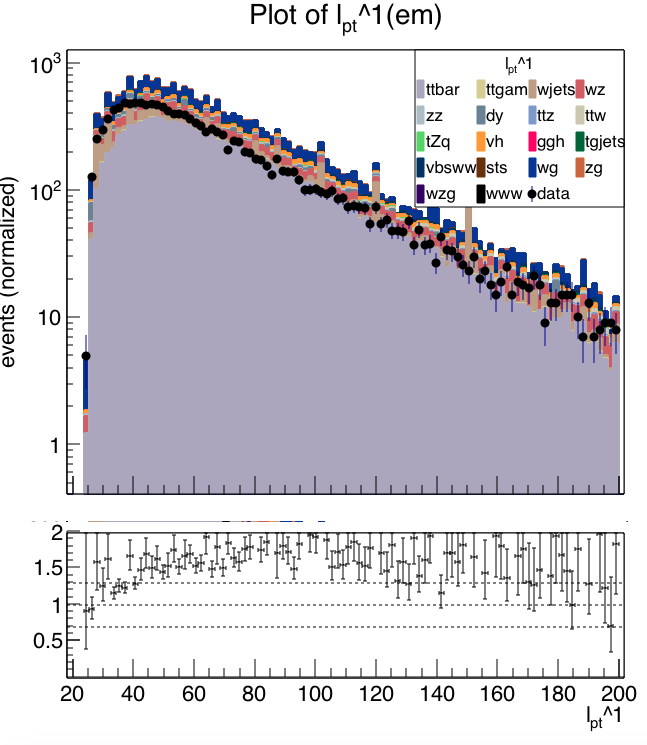 Plot of l_pt^1(em)
l_pt^1
ttbar ttgam wjets wz
zz dy ttz ttw
tZq vh ggh tgjets
vbsww sts wg zg
wzg www data
events (normalized)
10^3
10^2
10
1
2
1.5
1
0.5
20 40 60 80 100 120 140 160 180 200
l_pt^1